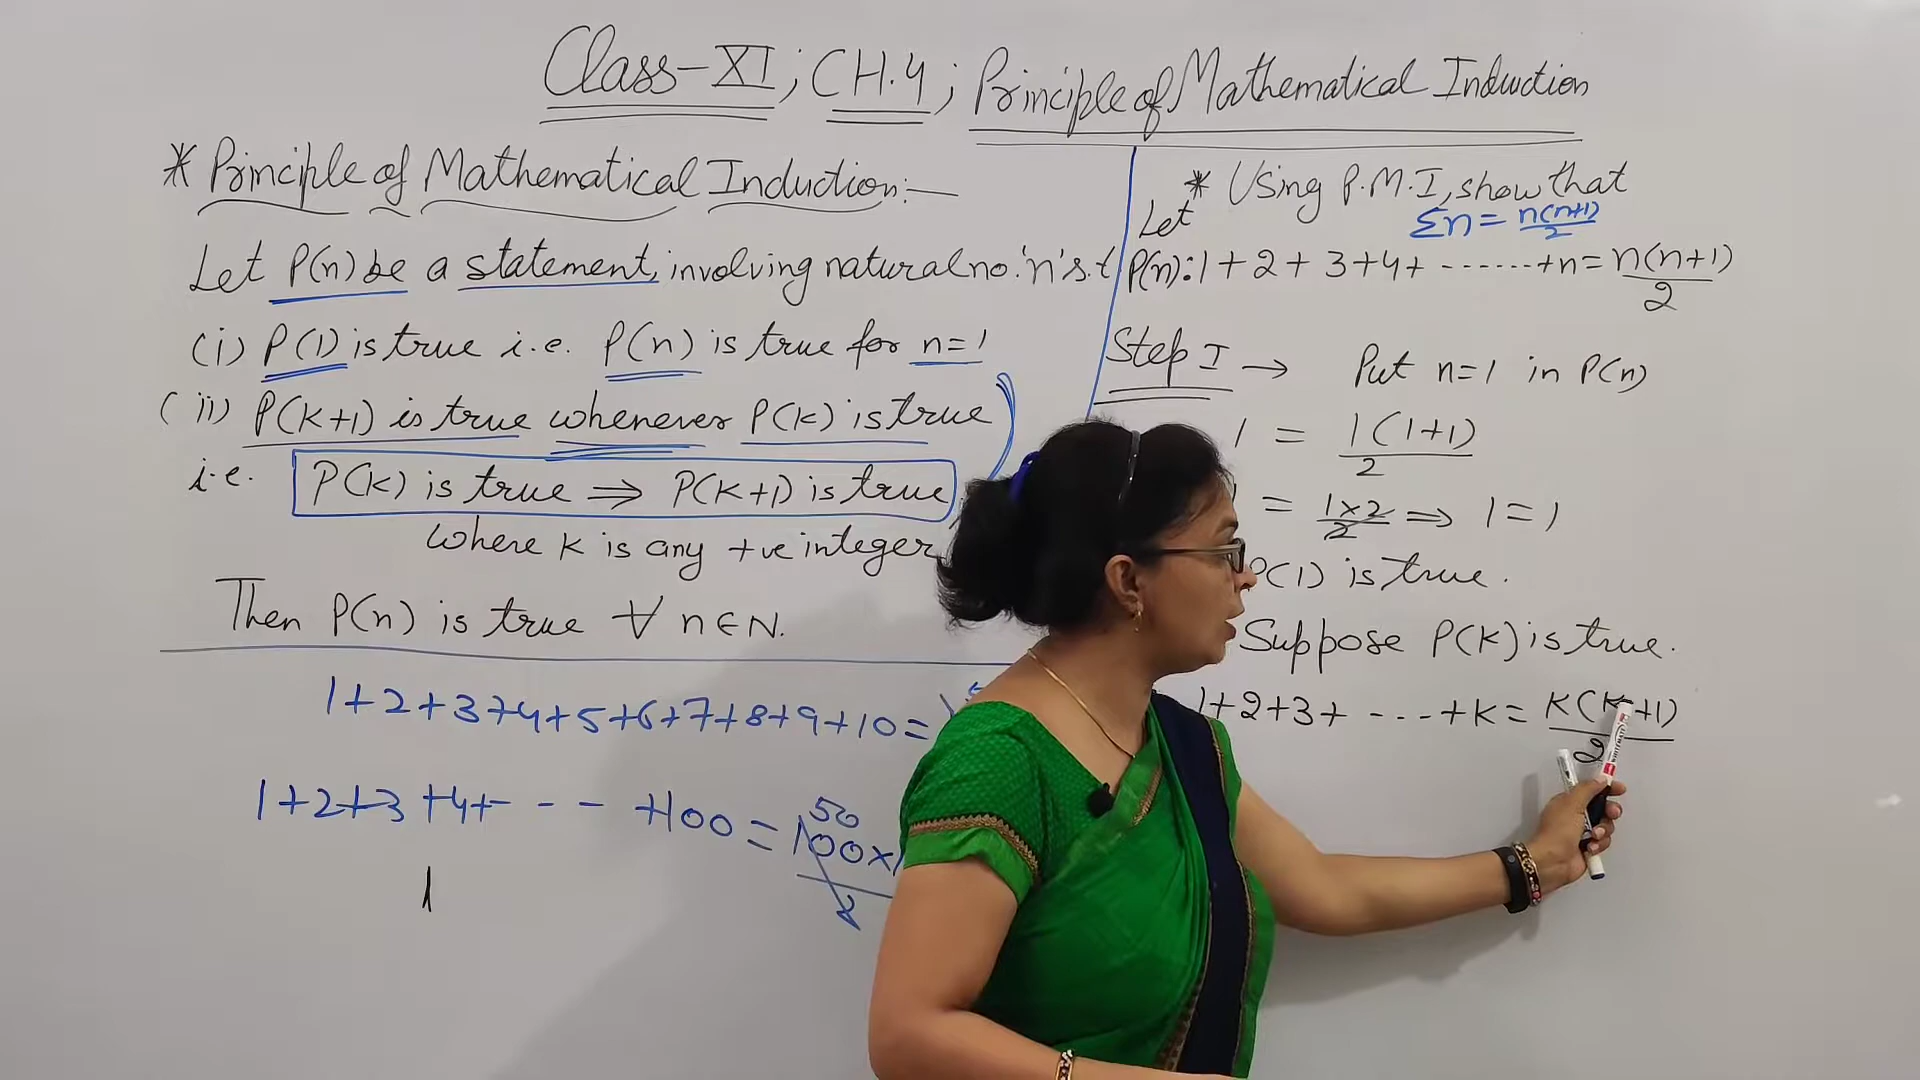 Class-XI; CH.4; Principle of Mathematical Induction
* Principle of Mathematical Induction:—
Let P(n) be a statement, involving natural no. 'n' s.t
(i) P(1) is true i.e. P(n) is true for n=1
(ii) P(K+1) is true whenever P(K) is true
i.e. P(K) is true ⇒ P(K+1) is true
where K is any +ve integer
Then P(n) is true ∀ n∈N.
1+2+3+4+5+6+7+8+9+10=
1+2+3+4+ - - - +100 = 100×
50
2
1
* Using P.M.I, show that
Let
Σn = n(n+1)/2
P(n): 1+2+3+4+ ------- +n = n(n+1)/2
Step I → Put n=1 in P(n)
1 = 1(1+1)/2
= 1×2/2 ⇒ 1=1
P(1) is true.
Suppose P(K) is true.
1+2+3+ - - - +K = K(K+1)/2